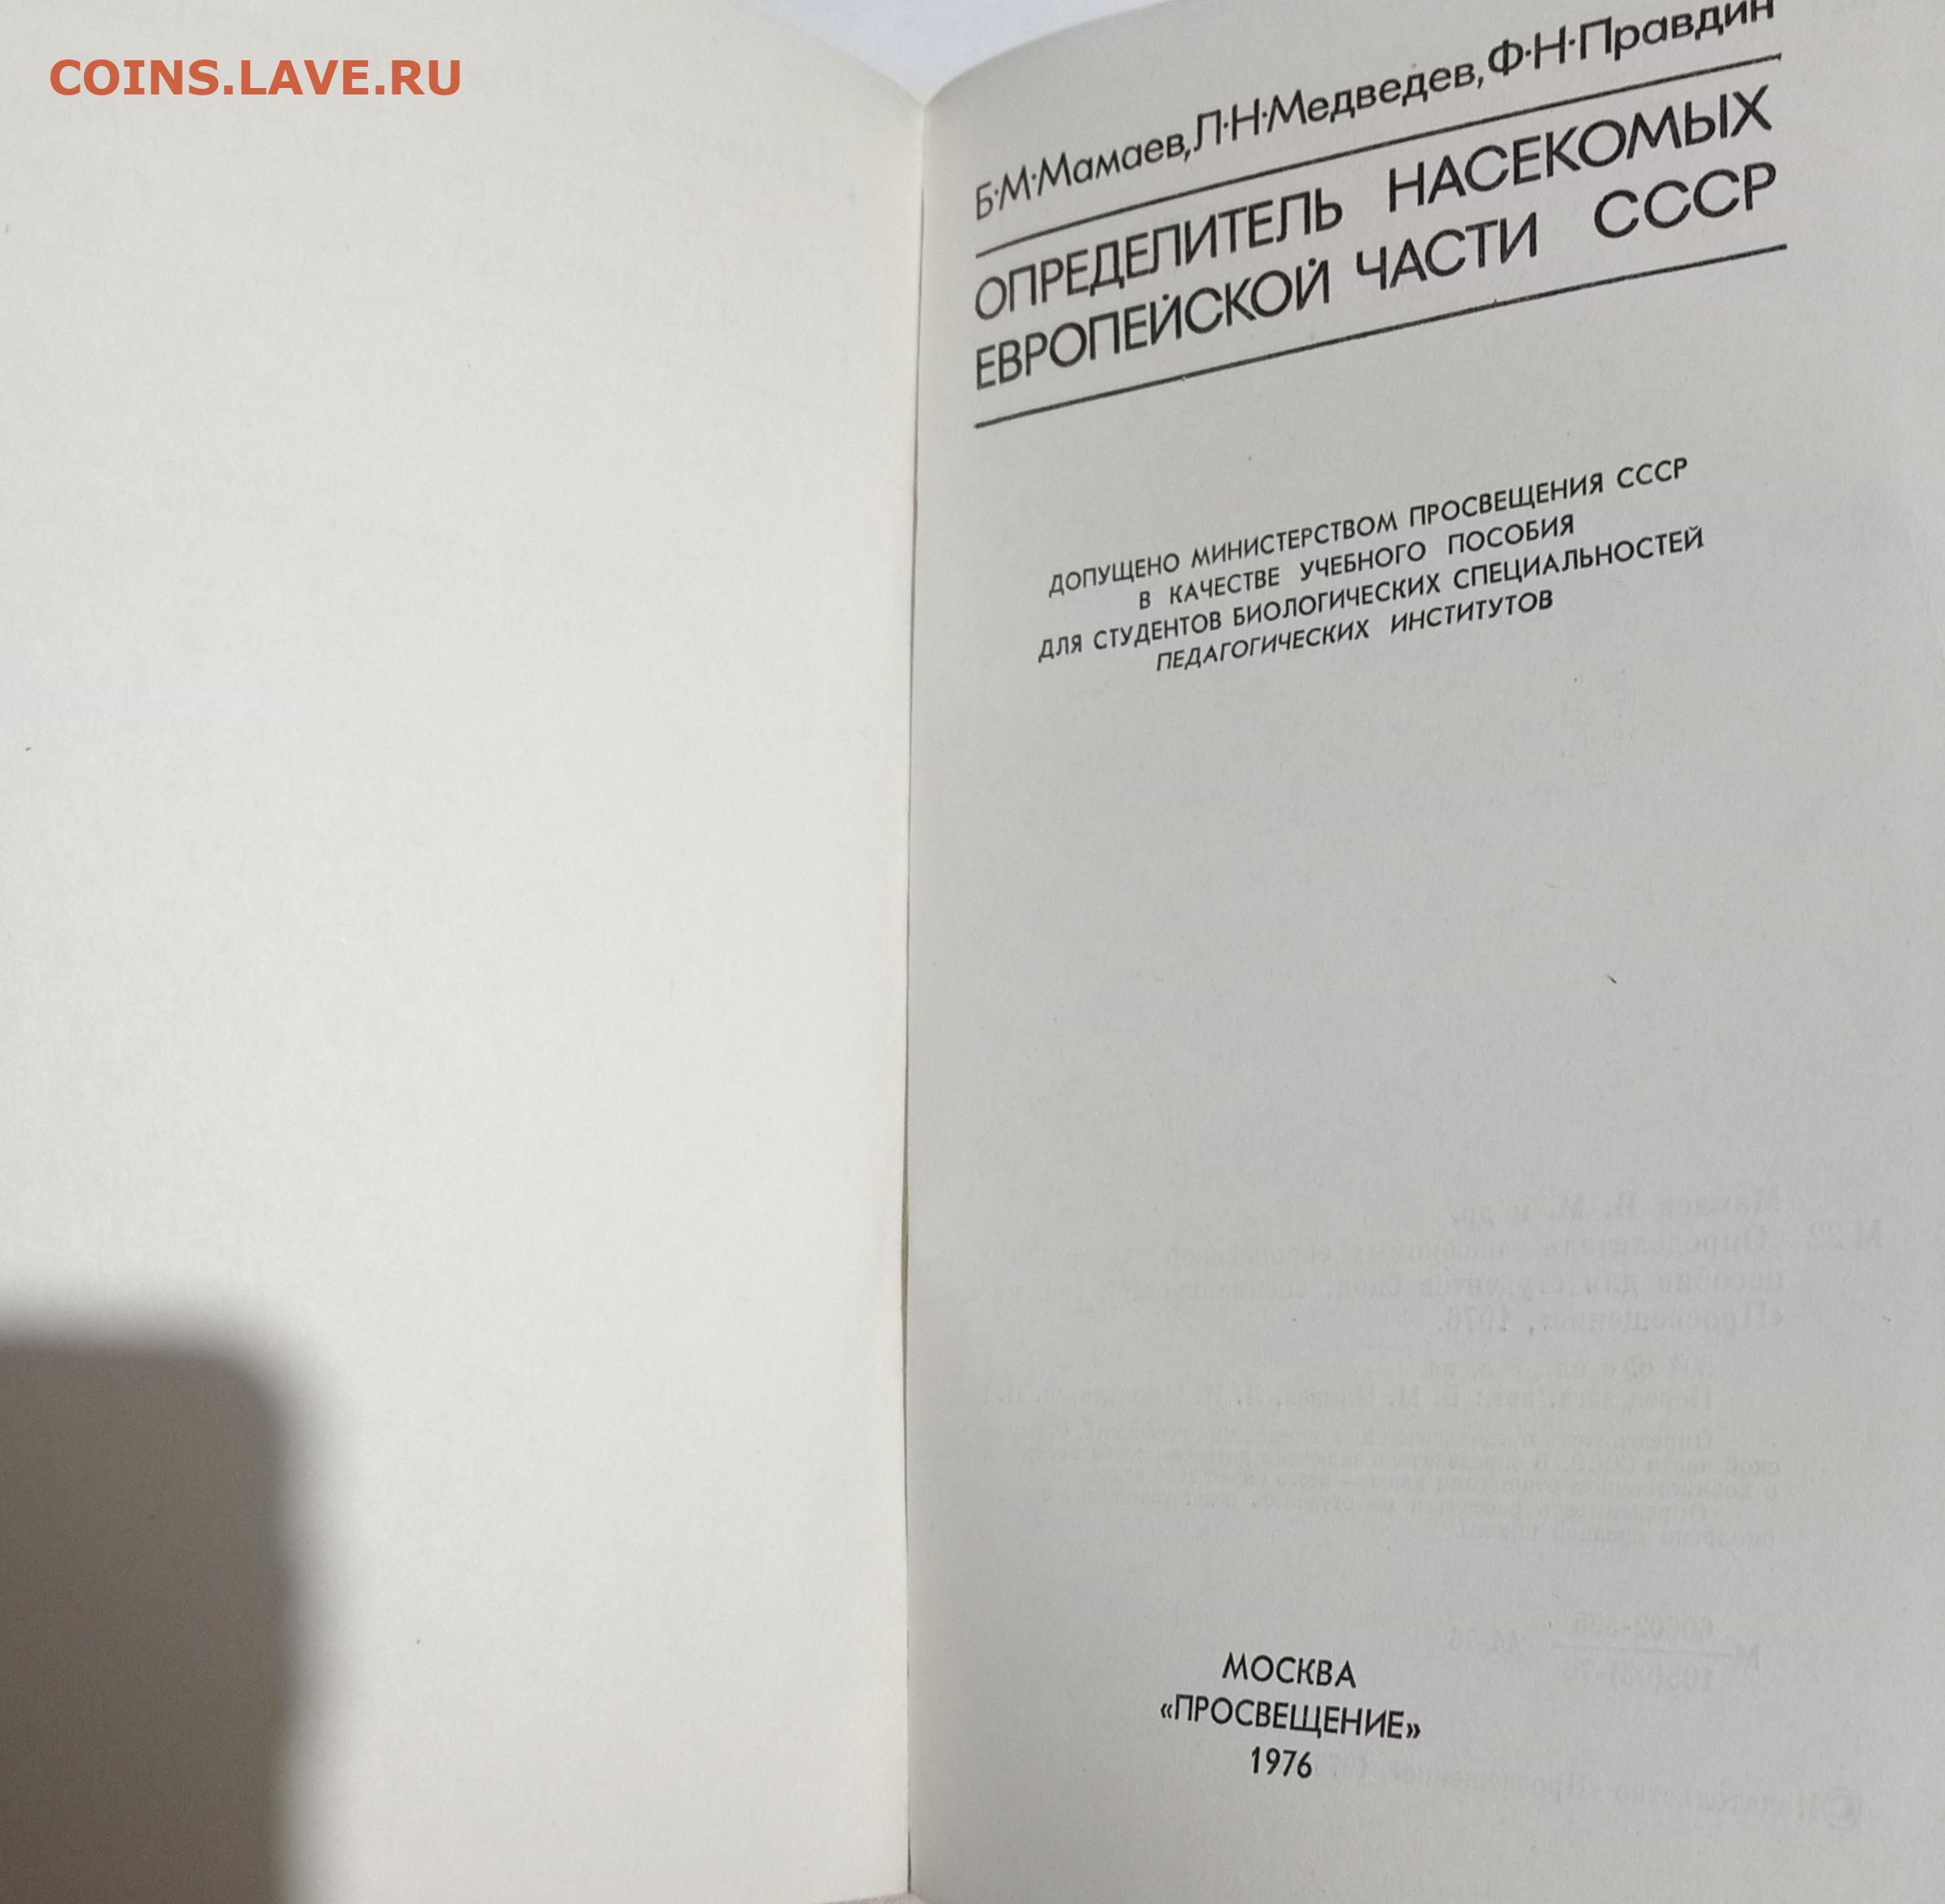 COINS.LAVE.RU
Б·М·Мамаев, Л·Н·Медведев, Ф·Н·Правдин
ОПРЕДЕЛИТЕЛЬ НАСЕКОМЫХ
ЕВРОПЕЙСКОЙ ЧАСТИ СССР
ДОПУЩЕНО МИНИСТЕРСТВОМ ПРОСВЕЩЕНИЯ СССР
В КАЧЕСТВЕ УЧЕБНОГО ПОСОБИЯ
ДЛЯ СТУДЕНТОВ БИОЛОГИЧЕСКИХ СПЕЦИАЛЬНОСТЕЙ
ПЕДАГОГИЧЕСКИХ ИНСТИТУТОВ
МОСКВА
«ПРОСВЕЩЕНИЕ»
1976